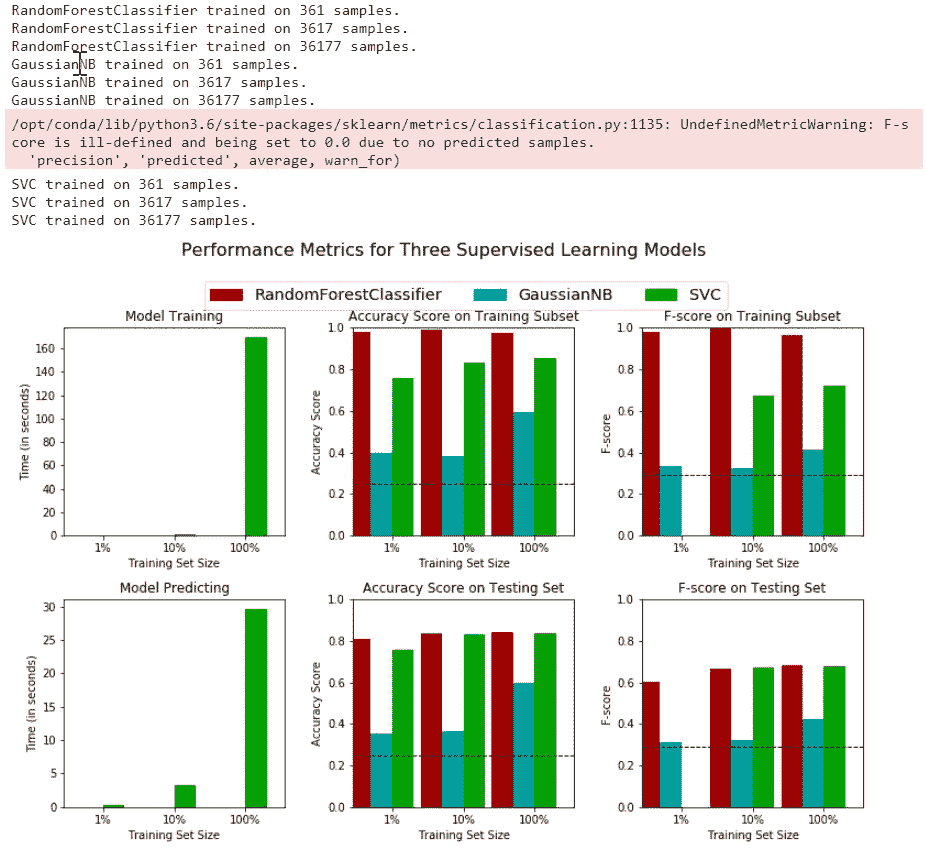 RandomForestClassifier trained on 361 samples.
RandomForestClassifier trained on 3617 samples.
RandomForestClassifier trained on 36177 samples.
GaussianNB trained on 361 samples.
GaussianNB trained on 3617 samples.
GaussianNB trained on 36177 samples.
/opt/conda/lib/python3.6/site-packages/sklearn/metrics/classification.py:1135: UndefinedMetricWarning: F-s
core is ill-defined and being set to 0.0 due to no predicted samples.
'precision', 'predicted', average, warn_for)
SVC trained on 361 samples.
SVC trained on 3617 samples.
SVC trained on 36177 samples.
Performance Metrics for Three Supervised Learning Models
RandomForestClassifier GaussianNB SVC
Model Training
160
140
120
100
80
60
40
20
0
Time (in seconds)
1% 10% 100%
Training Set Size
Accuracy Score on Training Subset
1.0
0.8
0.6
0.4
0.2
0.0
Accuracy Score
1% 10% 100%
Training Set Size
F-score on Training Subset
1.0
0.8
0.6
0.4
0.2
0.0
F-score
1% 10% 100%
Training Set Size
Model Predicting
30
25
20
15
10
5
0
Time (in seconds)
1% 10% 100%
Training Set Size
Accuracy Score on Testing Set
1.0
0.8
0.6
0.4
0.2
0.0
Accuracy Score
1% 10% 100%
Training Set Size
F-score on Testing Set
1.0
0.8
0.6
0.4
0.2
0.0
F-score
1% 10% 100%
Training Set Size